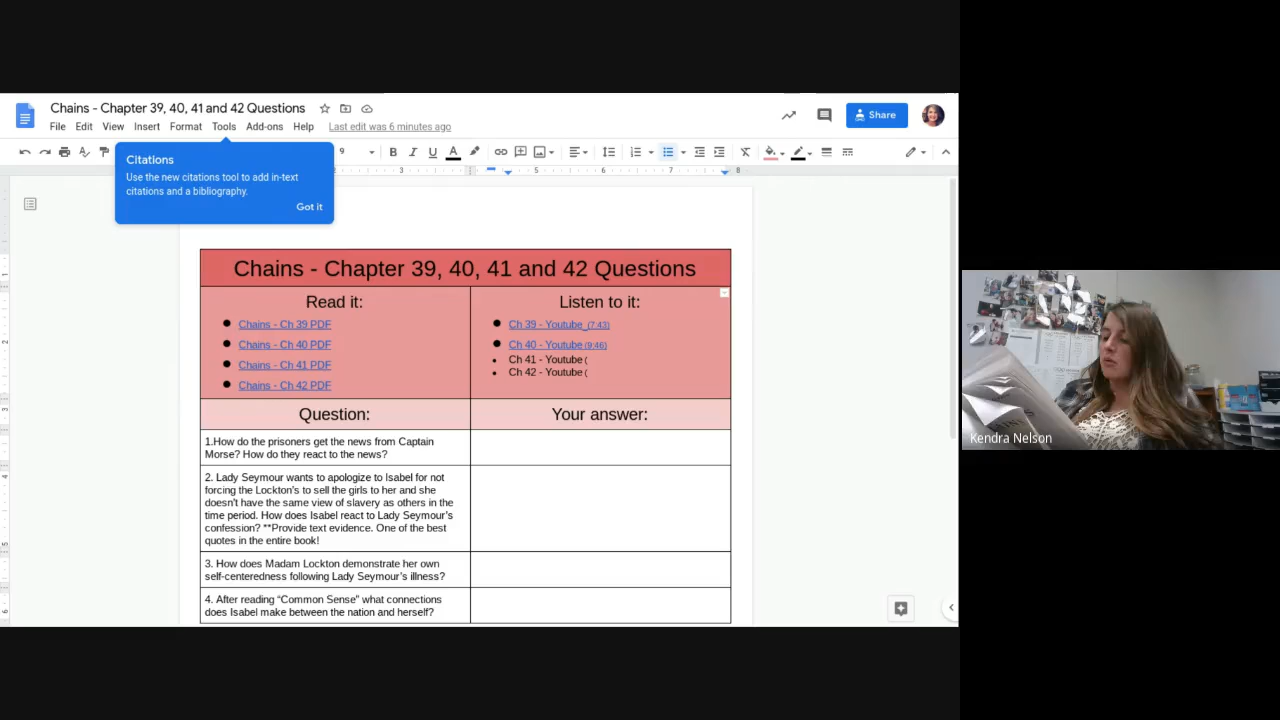 Chains - Chapter 39, 40, 41 and 42 Questions
File Edit View Insert Format Tools Add-ons Help Last edit was 6 minutes ago
Share
9
3 5 6 7 8
Citations
Use the new citations tool to add in-text
citations and a bibliography.
Got it
Chains - Chapter 39, 40, 41 and 42 Questions
Read it:
Chains - Ch 39 PDF
Chains - Ch 40 PDF
Chains - Ch 41 PDF
Chains - Ch 42 PDF
Listen to it:
Ch 39 - Youtube (7:43)
Ch 40 - Youtube (9:46)
Ch 41 - Youtube (
Ch 42 - Youtube (
Question:
Your answer:
1.How do the prisoners get the news from Captain
Morse? How do they react to the news?
2. Lady Seymour wants to apologize to Isabel for not
forcing the Lockton's to sell the girls to her and she
doesn't have the same view of slavery as others in the
time period. How does Isabel react to Lady Seymour's
confession? **Provide text evidence. One of the best
quotes in the entire book!
3. How does Madam Lockton demonstrate her own
self-centeredness following Lady Seymour's illness?
4. After reading “Common Sense” what connections
does Isabel make between the nation and herself?
Kendra Nelson